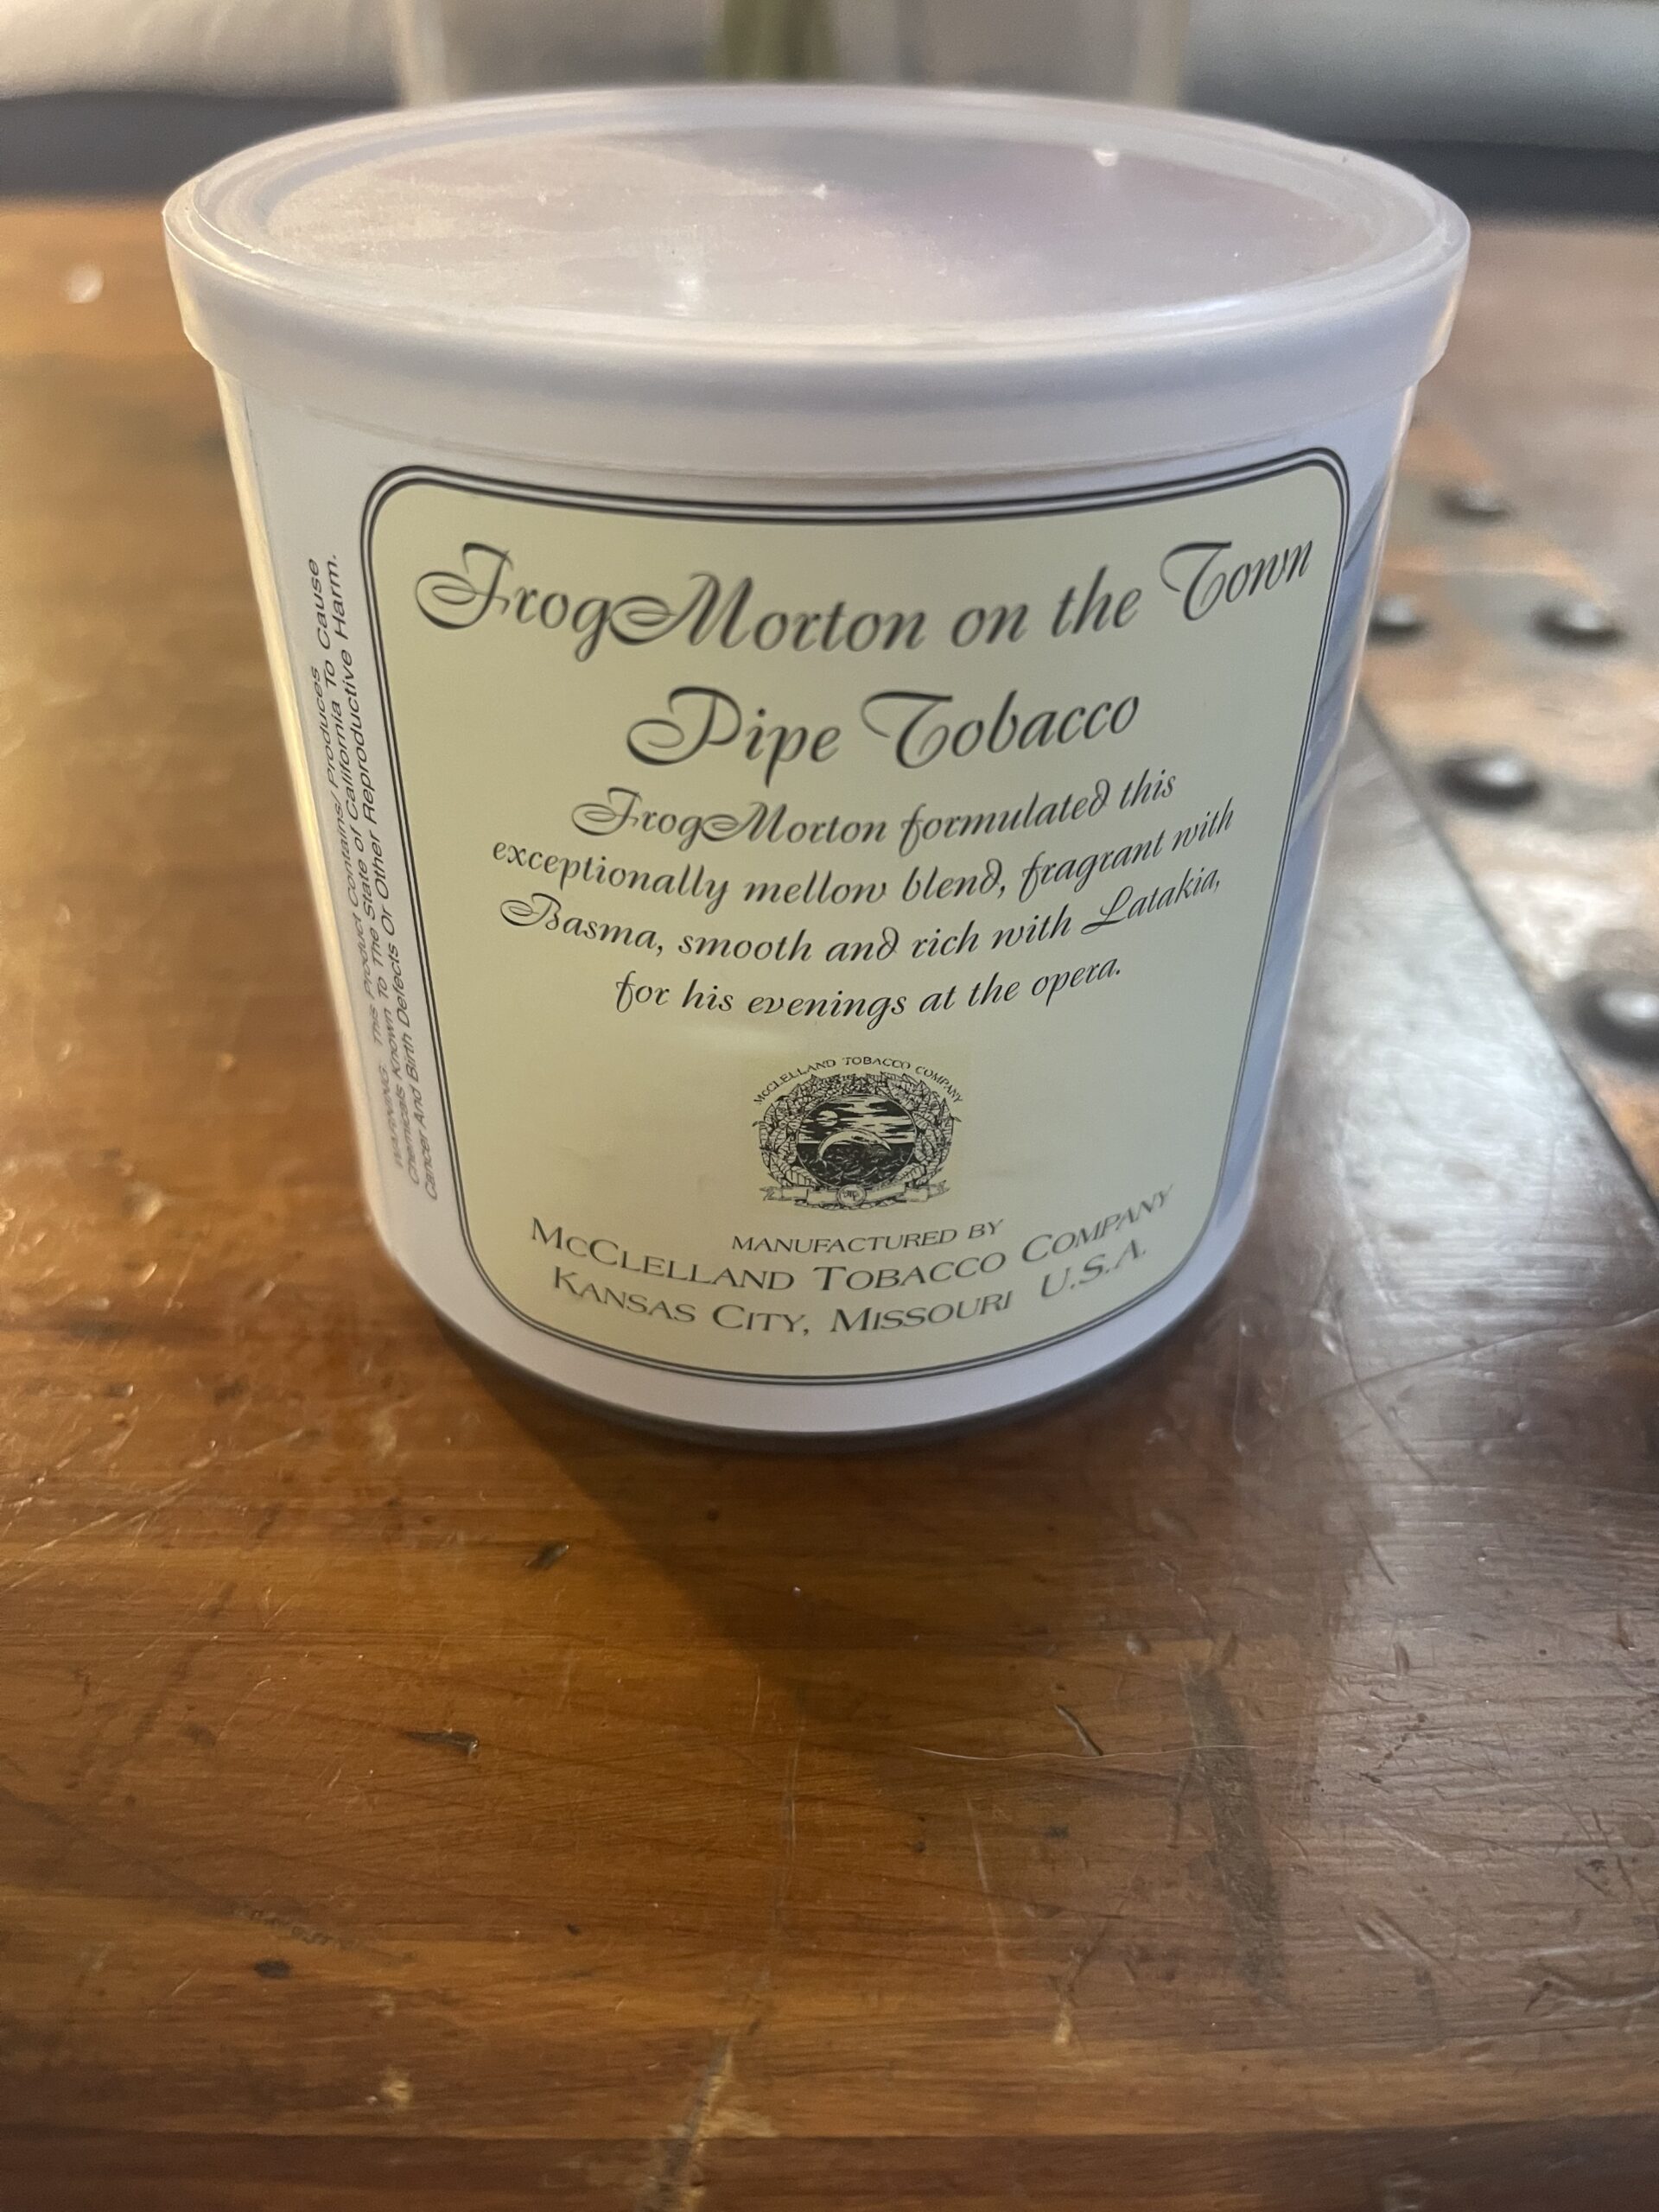 FrogMorton on the Town
Pipe Tobacco
FrogMorton formulated this
exceptionally mellow blend, fragrant with
Basma, smooth and rich with Latakia,
for his evenings at the opera.
McCLELLAND TOBACCO COMPANY
MANUFACTURED BY
McCLELLAND TOBACCO COMPANY
KANSAS CITY, MISSOURI U.S.A.
WARNING: This Product Contains/Produces
Chemicals Known To The State of California To Cause
Cancer And Birth Defects Or Other Reproductive Harm.